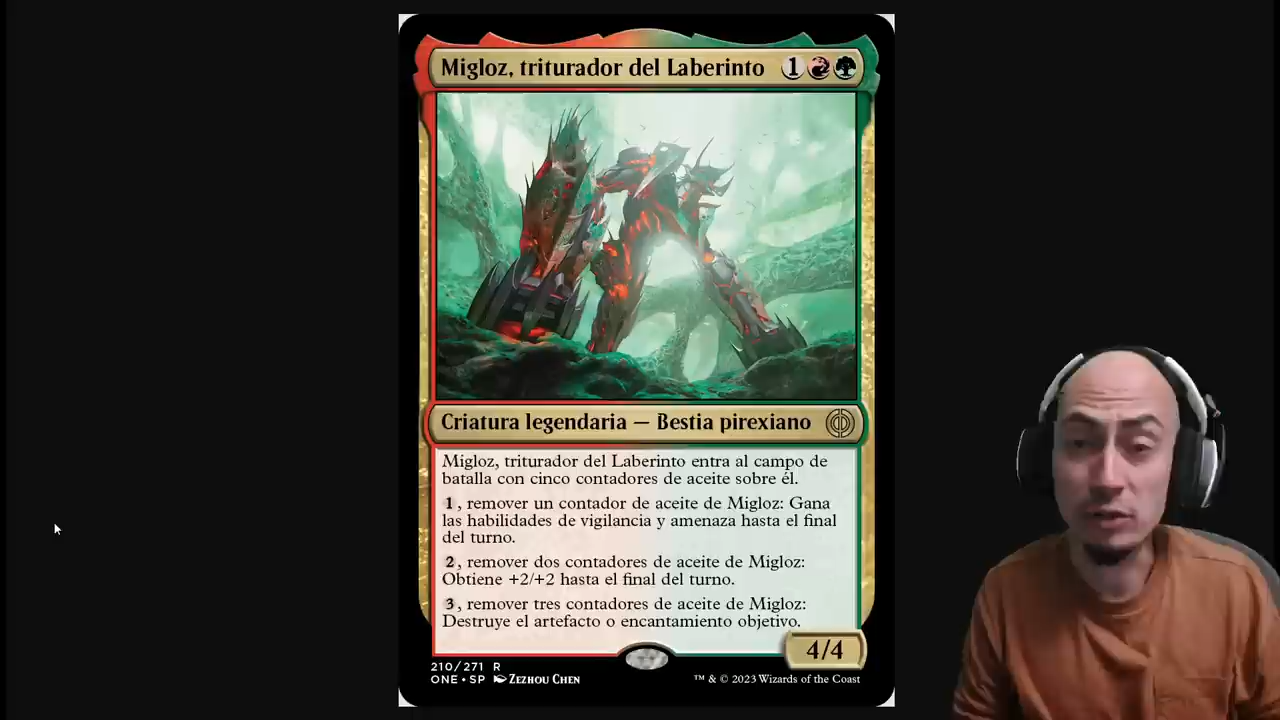 Migloz, triturador del Laberinto 1
Criatura legendaria — Bestia pirexiano
Migloz, triturador del Laberinto entra al campo de
batalla con cinco contadores de aceite sobre él.
1, remover un contador de aceite de Migloz: Gana
las habilidades de vigilancia y amenaza hasta el final
del turno.
2, remover dos contadores de aceite de Migloz:
Obtiene +2/+2 hasta el final del turno.
3, remover tres contadores de aceite de Migloz:
Destruye el artefacto o encantamiento objetivo.
4/4
210/271 R
ONE • SP Zezhou Chen
™ & © 2023 Wizards of the Coast